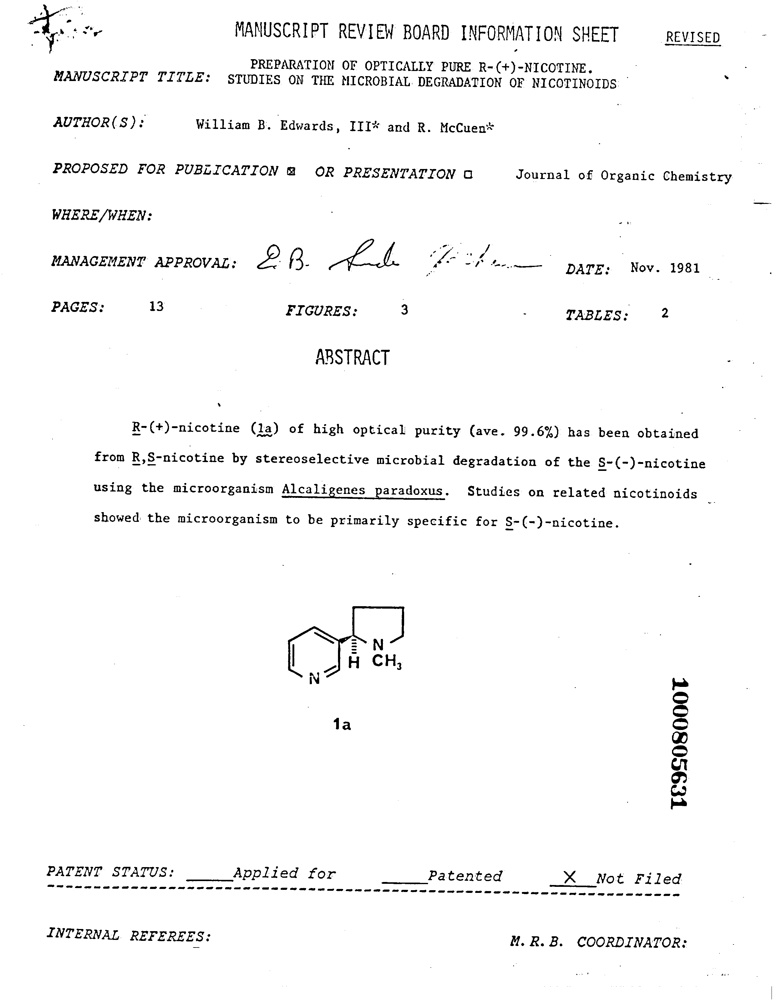 MANUSCRIPT REVIEW BOARD INFORMATION SHEET REVISED
PREPARATION OF OPTICALLY PURE R-(+)-NICOTINE.
MANUSCRIPT TITLE: STUDIES ON THE MICROBIAL DEGRADATION OF NICOTINOIDS
AUTHOR(S): William B. Edwards, III* and R. McCuen*
PROPOSED FOR PUBLICATION ☒ OR PRESENTATION ☐ Journal of Organic Chemistry
WHERE/WHEN:
MANAGEMENT APPROVAL: DATE: Nov. 1981
PAGES: 13 FIGURES: 3 TABLES: 2
ABSTRACT
R-(+)-nicotine (1a) of high optical purity (ave. 99.6%) has been obtained
from R,S-nicotine by stereoselective microbial degradation of the S-(-)-nicotine
using the microorganism Alcaligenes paradoxus. Studies on related nicotinoids
showed the microorganism to be primarily specific for S-(-)-nicotine.
N
H CH3
N
1a
1000805631
PATENT STATUS: _____Applied for _____Patented __X__Not Filed
INTERNAL REFEREES: M.R.B. COORDINATOR: